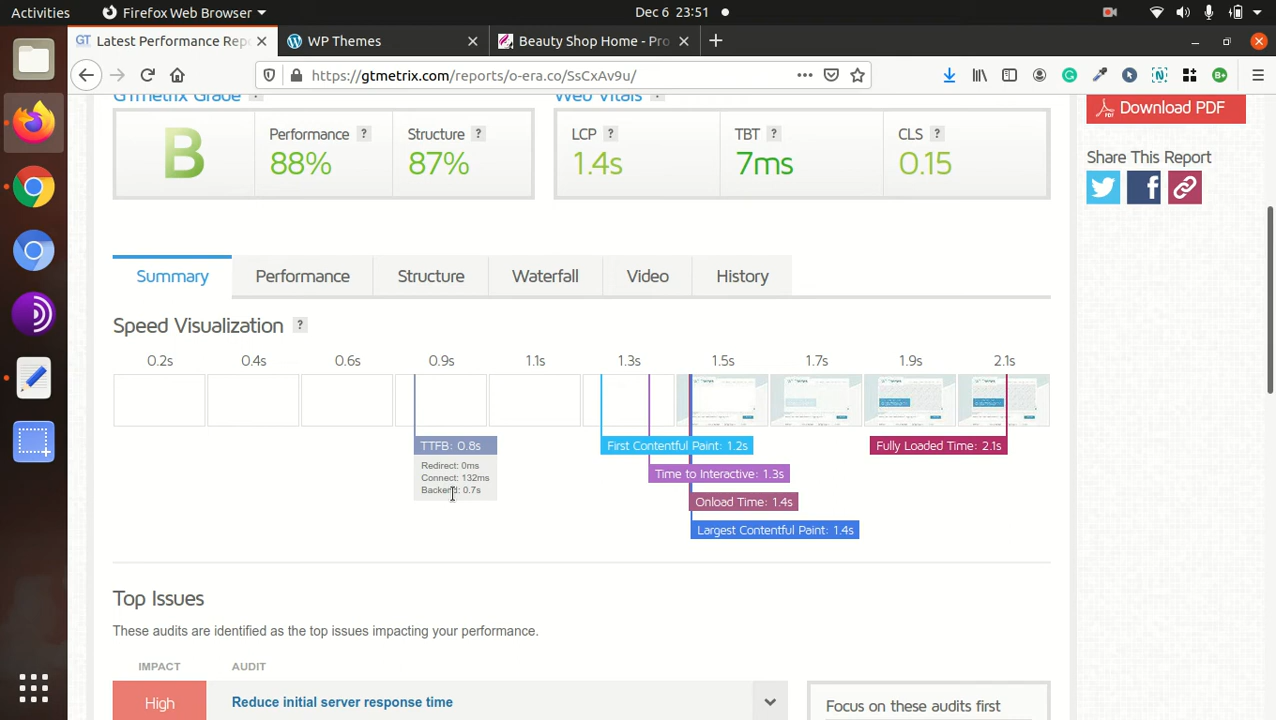 Activities
Firefox Web Browser
Dec 6 23:51
GT Latest Performance Repo
WP Themes
Beauty Shop Home - Pro
https://gtmetrix.com/reports/o-era.co/SsCxAv9u/
GTmetrix Grade ?
Web Vitals ?
Download PDF
B
Performance ?
88%
Structure ?
87%
LCP ?
1.4s
TBT ?
7ms
CLS ?
0.15
Share This Report
Summary
Performance
Structure
Waterfall
Video
History
Speed Visualization ?
0.2s
0.4s
0.6s
0.9s
1.1s
1.3s
1.5s
1.7s
1.9s
2.1s
TTFB: 0.8s
Redirect: 0ms
Connect: 132ms
Backend: 0.7s
First Contentful Paint: 1.2s
Fully Loaded Time: 2.1s
Time to Interactive: 1.3s
Onload Time: 1.4s
Largest Contentful Paint: 1.4s
Top Issues
These audits are identified as the top issues impacting your performance.
IMPACT
AUDIT
High
Reduce initial server response time
Focus on these audits first